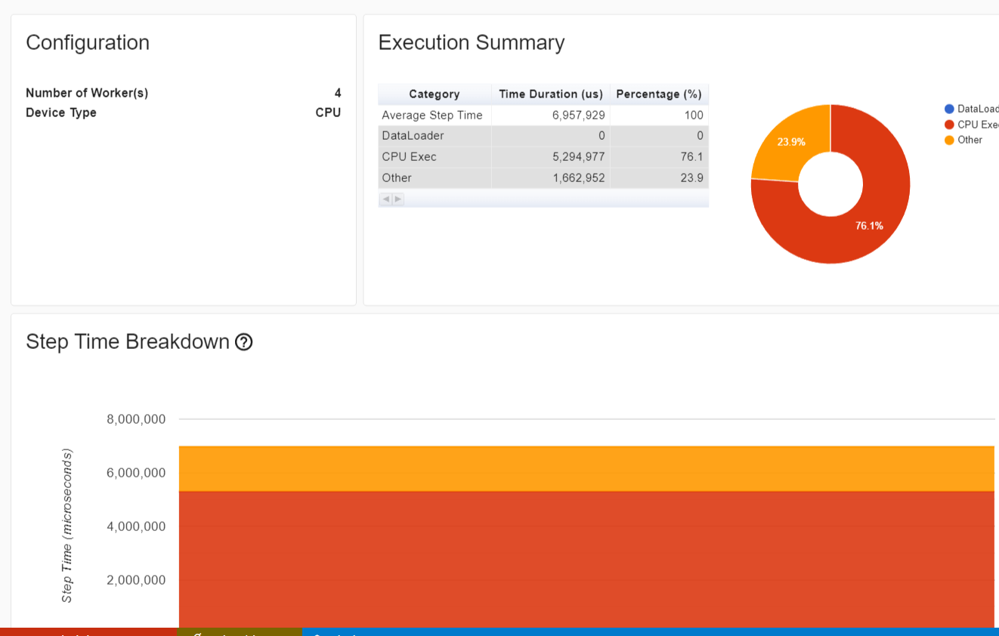 Configuration
Number of Worker(s) 4
Device Type CPU
Execution Summary
Category Time Duration (us) Percentage (%)
Average Step Time 6,957,929 100
DataLoader 0 0
CPU Exec 5,294,977 76.1
Other 1,662,952 23.9
23.9%
76.1%
DataLoad
CPU Exe
Other
Step Time Breakdown
8,000,000
6,000,000
4,000,000
2,000,000
Step Time (microseconds)